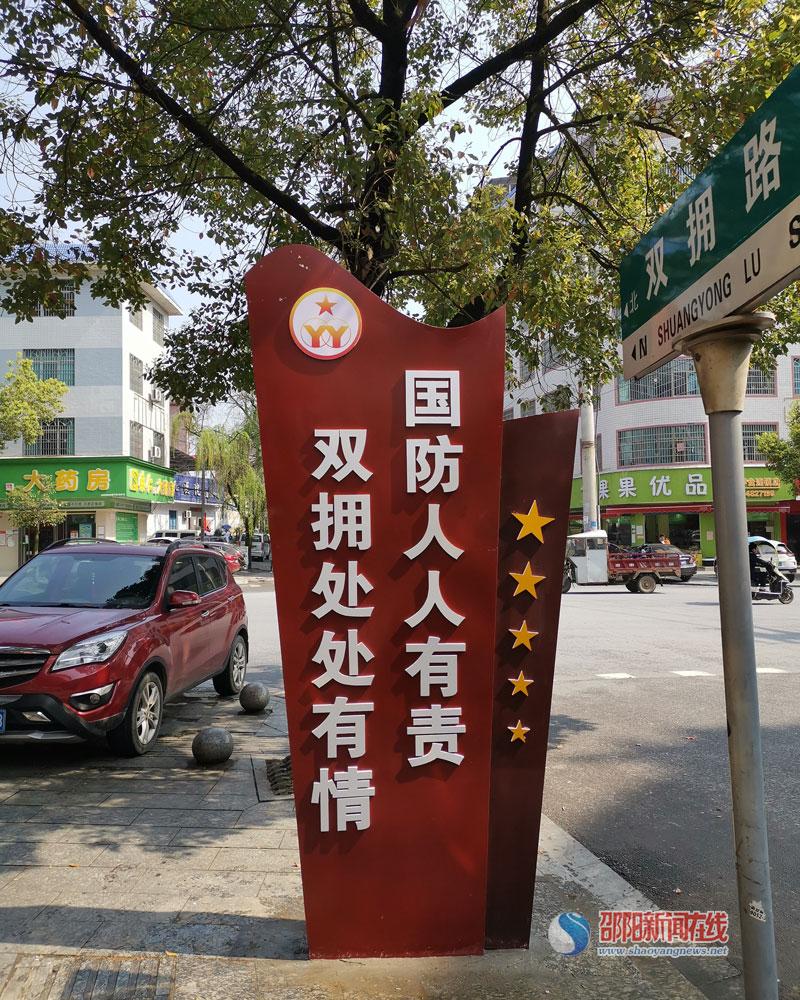 双拥路
北
N SHUANGYONG LU S
YY
国防人人有责
双拥处处有情
大药房
果优品
邵阳新闻在线
www.shaoyangnews.net